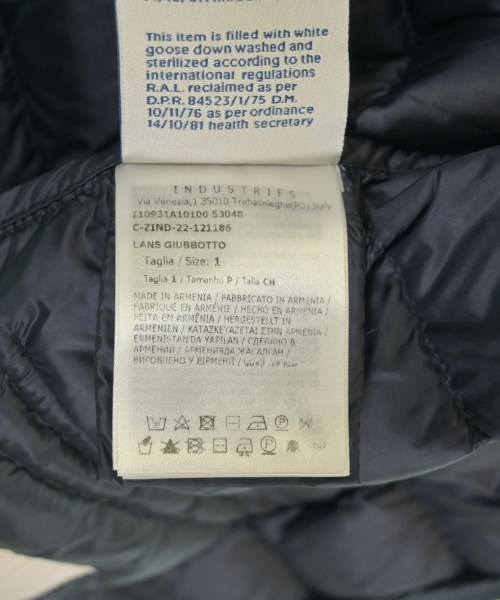 This item is filled with white
goose down washed and
sterilized according to the
international regulations
R.A.L. reclaimed as per
D.P.R. 84523/1/75 D.M.
10/11/76 as per ordinance
14/10/81 health secretary
INDUSTRIES
Via Venezia,1 35010 Trebaseleghe(PD) Italy
110931A10100 53048
C-ZIND-22-121186
LANS GIUBBOTTO
Taglia / Size: 1
Taglia 1 / Tamanho P / Talla CH
MADE IN ARMENIA / FABBRICATO IN ARMENIA /
FABRIQUÉ EN ARMÉNIE / HECHO EN ARMENIA /
FEITA EM ARMÊNIA / HERGESTELLT IN
ARMENIEN / ΚΑΤΑΣΚΕΥΑΖΕΤΑΙ ΣΤΗΝ ΑΡΜΕΝΙΑ /
ERMENİSTAN'DA YAPILAN / СДЕЛАНО В
АРМЕНИИ / АРМЕНИЯДА ЖАСАЛҒАН /
ВИРОБЛЕНО У ВІРМЕНІЇ /